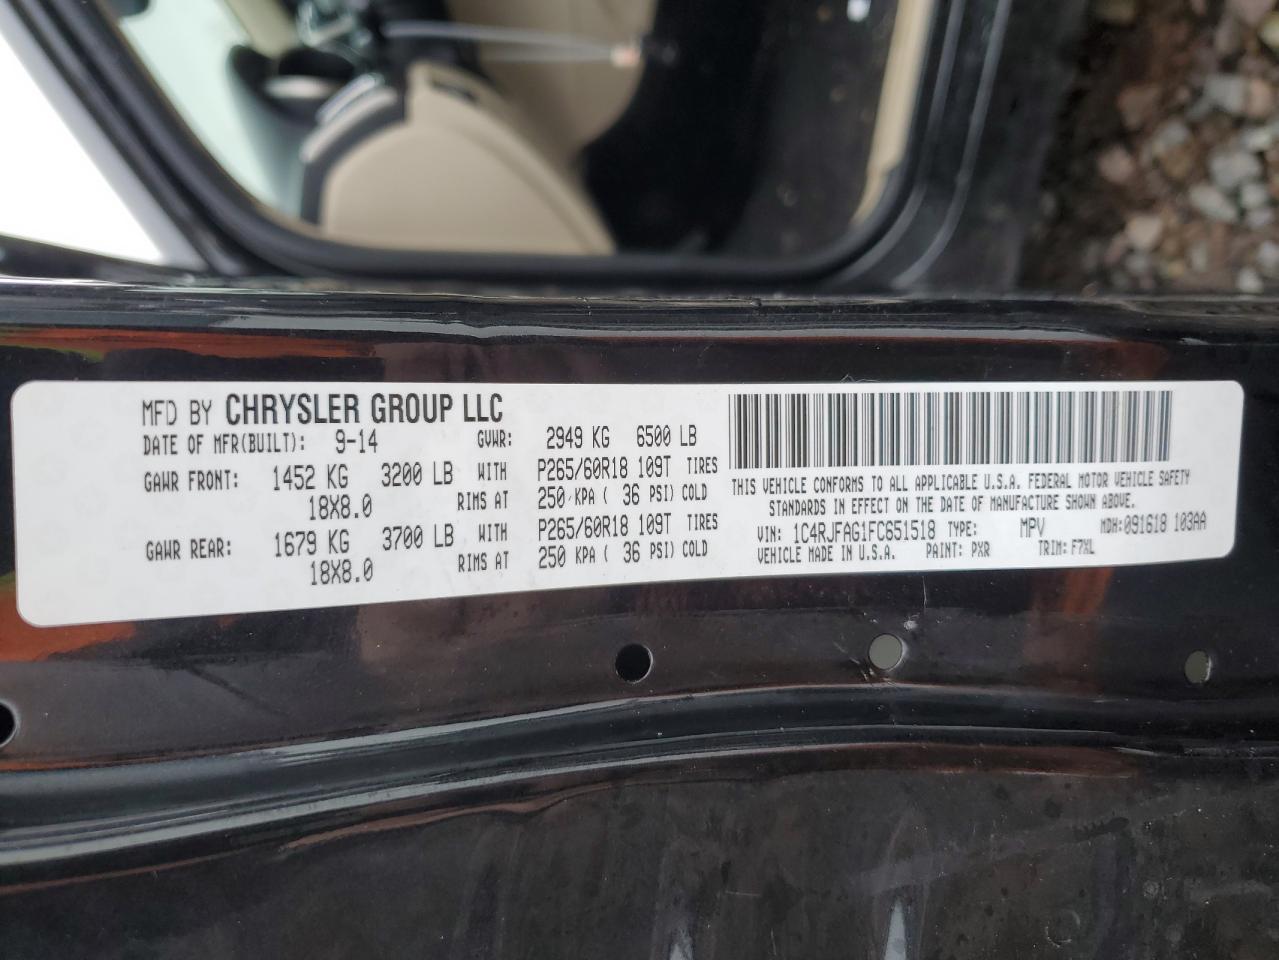 MFD BY CHRYSLER GROUP LLC
DATE OF MFR(BUILT): 9-14 GVWR: 2949 KG 6500 LB
GAWR FRONT: 1452 KG 3200 LB WITH P265/60R18 109T TIRES
18X8.0 RIMS AT 250 KPA ( 36 PSI) COLD
GAWR REAR: 1679 KG 3700 LB WITH P265/60R18 109T TIRES
18X8.0 RIMS AT 250 KPA ( 36 PSI) COLD
THIS VEHICLE CONFORMS TO ALL APPLICABLE U.S.A. FEDERAL MOTOR VEHICLE SAFETY
STANDARDS IN EFFECT ON THE DATE OF MANUFACTURE SHOWN ABOVE.
VIN: 1C4RJFAG1FC651518 TYPE: MPV MDH:091618 103AA
VEHICLE MADE IN U.S.A. PAINT: PXR TRIM: F7XL